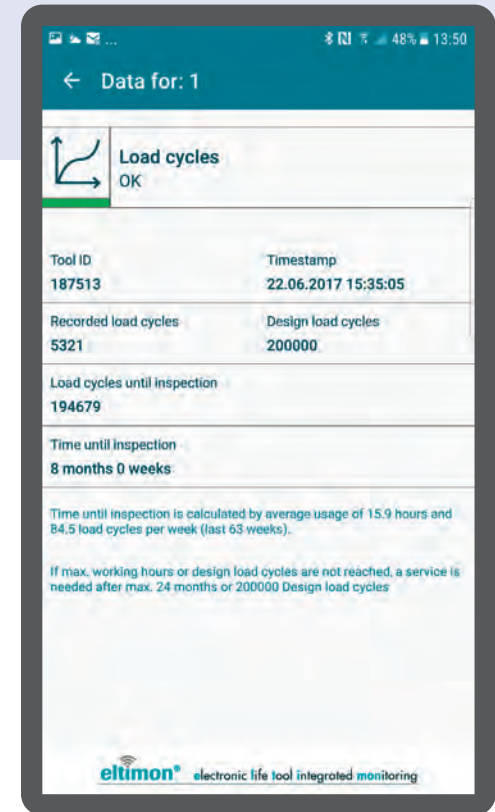 ... 48% 13:50
← Data for: 1
Load cycles
OK
Tool ID Timestamp
187513 22.06.2017 15:35:05
Recorded load cycles Design load cycles
5321 200000
Load cycles until inspection
194679
Time until inspection
8 months 0 weeks
Time until inspection is calculated by average usage of 15.9 hours and
84,5 load cycles per week (last 63 weeks).
If max. working hours or design load cycles are not reached, a service is
needed after max. 24 months or 200000 Design load cycles
eltimon® electronic life tool integrated monitoring